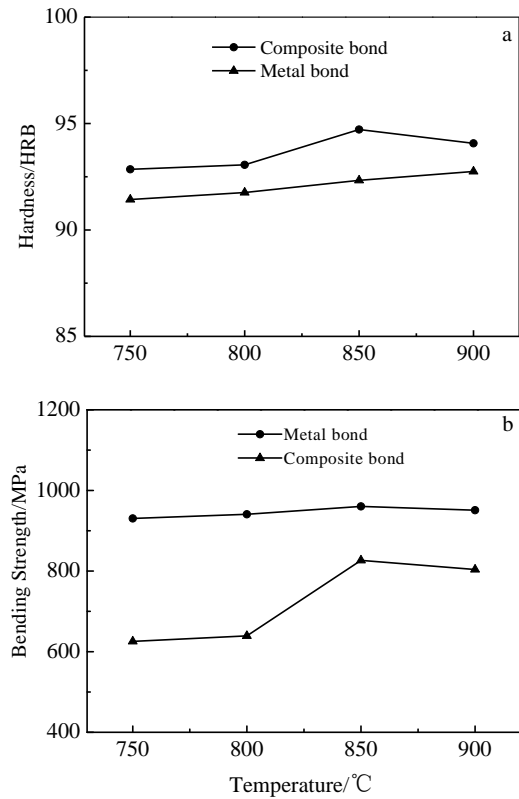 a
100
Composite bond
Metal bond
95
Hardness/HRB
90
85
750 800 850 900
b
1200
Metal bond
Composite bond
1000
Bending Strength/MPa
800
600
400
750 800 850 900
Temperature/℃